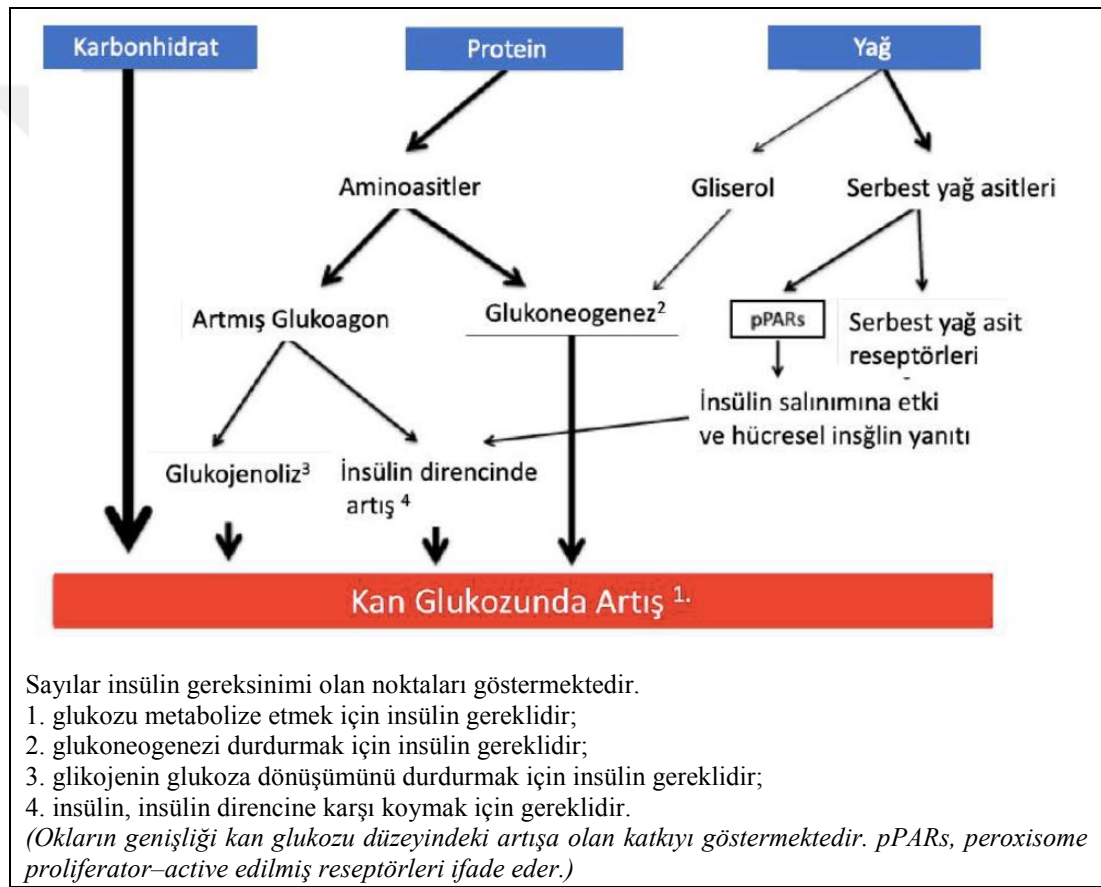 Karbonhidrat
Protein
Yağ
Aminoasitler
Gliserol
Serbest yağ asitleri
Artmış Glukoagon
Glukoneogenez²
pPARs
Serbest yağ asit
reseptörleri
İnsülin salınımına etki
ve hücresel insğlin yanıtı
Glukojenoliz³
İnsülin direncinde
artış ⁴
Kan Glukozunda Artış ¹·
Sayılar insülin gereksinimi olan noktaları göstermektedir.
1. glukozu metabolize etmek için insülin gereklidir;
2. glukoneogenezi durdurmak için insülin gereklidir;
3. glikojenin glukoza dönüşümünü durdurmak için insülin gereklidir;
4. insülin, insülin direncine karşı koymak için gereklidir.
(Okların genişliği kan glukozu düzeyindeki artışa olan katkıyı göstermektedir. pPARs, peroxisome
proliferator–active edilmiş reseptörleri ifade eder.)